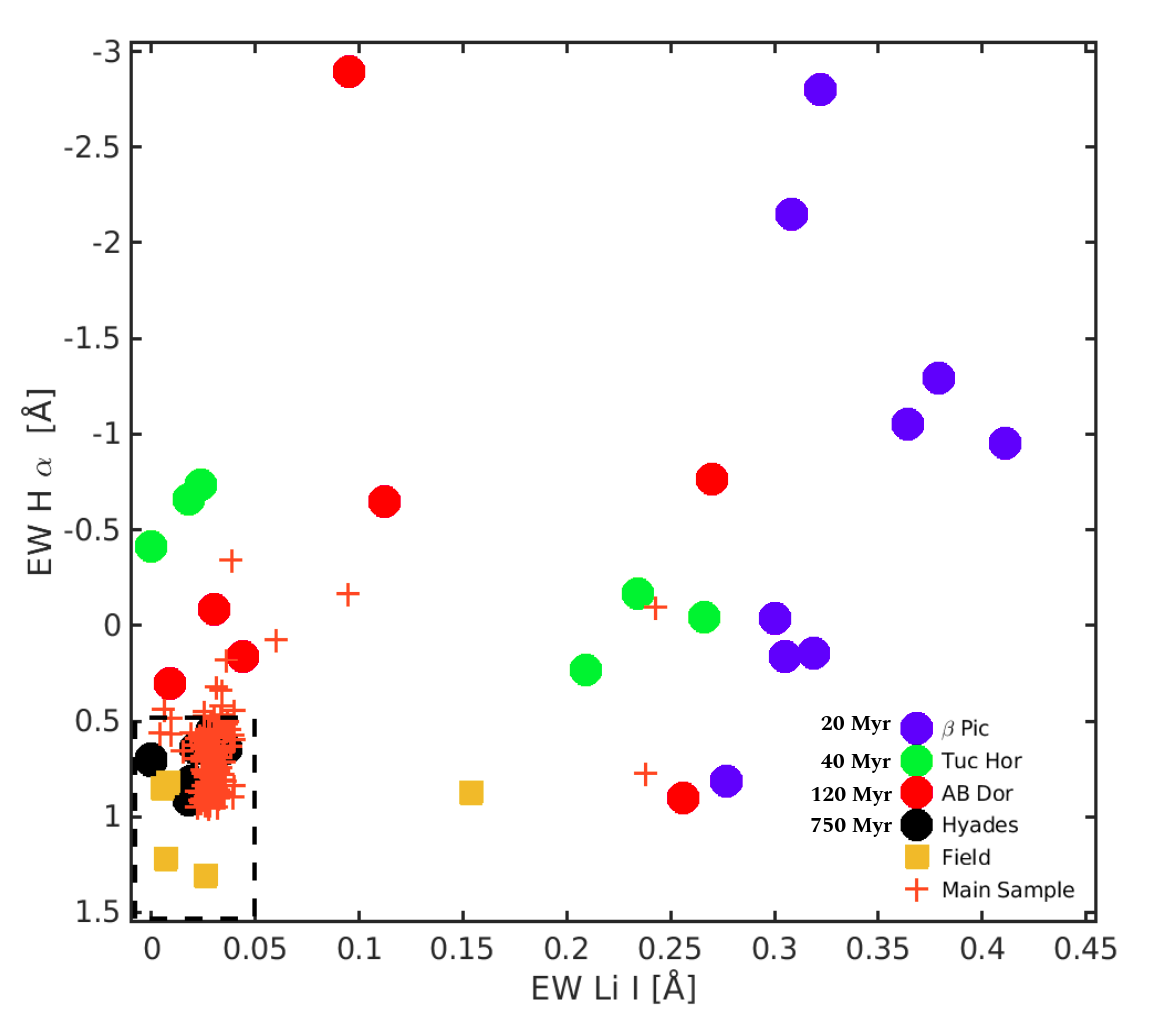 -3
-2.5
-2
-1.5
-1
-0.5
0
0.5
1
1.5
EW H α [Å]
20 Myr β Pic
40 Myr Tuc Hor
120 Myr AB Dor
750 Myr Hyades
Field
Main Sample
0 0.05 0.1 0.15 0.2 0.25 0.3 0.35 0.4 0.45
EW Li I [Å]